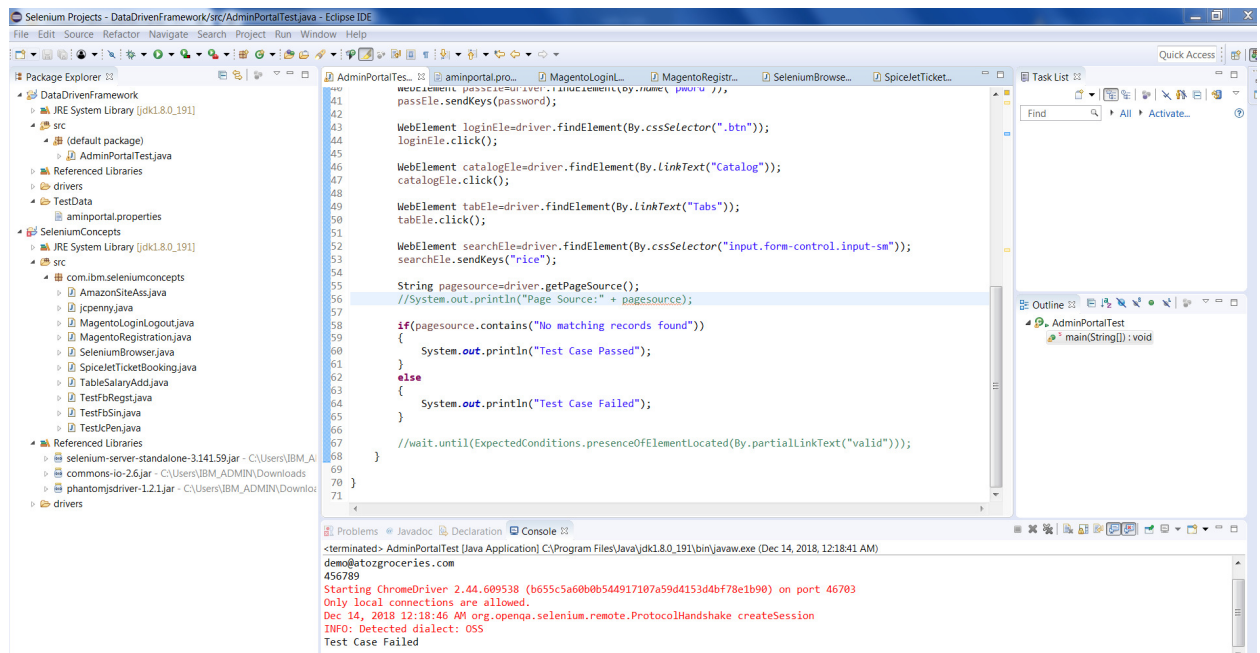 Selenium Projects - DataDrivenFramework/src/AdminPortalTest.java - Eclipse IDE
File Edit Source Refactor Navigate Search Project Run Window Help
Quick Access
Package Explorer
DataDrivenFramework
JRE System Library [jdk1.8.0_191]
src
(default package)
AdminPortalTest.java
Referenced Libraries
drivers
TestData
aminportal.properties
SeleniumConcepts
JRE System Library [jdk1.8.0_191]
src
com.ibm.seleniumconcepts
AmazonSiteAss.java
jcpenny.java
MagentoLoginLogout.java
MagentoRegistration.java
SeleniumBrowser.java
SpiceJetTicketBooking.java
TableSalaryAdd.java
TestFbRegst.java
TestFbSin.java
TestJcPen.java
Referenced Libraries
selenium-server-standalone-3.141.59.jar - C:\Users\IBM_A
commons-io-2.6.jar - C:\Users\IBM_ADMIN\Downloads
phantomjsdriver-1.2.1.jar - C:\Users\IBM_ADMIN\Downloa
drivers
AdminPortalTes... aminportal.pro... MagentoLoginL... MagentoRegistr... SeleniumBrowse... SpiceJetTicket...
40 WebElement passEle=driver.findElement(By.name("pword"));
41 passEle.sendKeys(password);
42
43 WebElement loginEle=driver.findElement(By.cssSelector(".btn"));
44 loginEle.click();
45
46 WebElement catalogEle=driver.findElement(By.linkText("Catalog"));
47 catalogEle.click();
48
49 WebElement tabEle=driver.findElement(By.linkText("Tabs"));
50 tabEle.click();
51
52 WebElement searchEle=driver.findElement(By.cssSelector("input.form-control.input-sm"));
53 searchEle.sendKeys("rice");
54
55 String pagesource=driver.getPageSource();
56 //System.out.println("Page Source:" + pagesource);
57
58 if(pagesource.contains("No matching records found"))
59 {
60 System.out.println("Test Case Passed");
61 }
62 else
63 {
64 System.out.println("Test Case Failed");
65 }
66
67 //wait.until(ExpectedConditions.presenceOfElementLocated(By.partialLinkText("valid")));
68 }
69
70 }
71
Task List
Find All Activate...
Outline
AdminPortalTest
main(String[]) : void
Problems Javadoc Declaration Console
<terminated> AdminPortalTest [Java Application] C:\Program Files\Java\jdk1.8.0_191\bin\javaw.exe (Dec 14, 2018, 12:18:41 AM)
demo@atozgroceries.com
456789
Starting ChromeDriver 2.44.609538 (b655c5a60b0b544917107a59d4153d4bf78e1b90) on port 46703
Only local connections are allowed.
Dec 14, 2018 12:18:46 AM org.openqa.selenium.remote.ProtocolHandshake createSession
INFO: Detected dialect: OSS
Test Case Failed